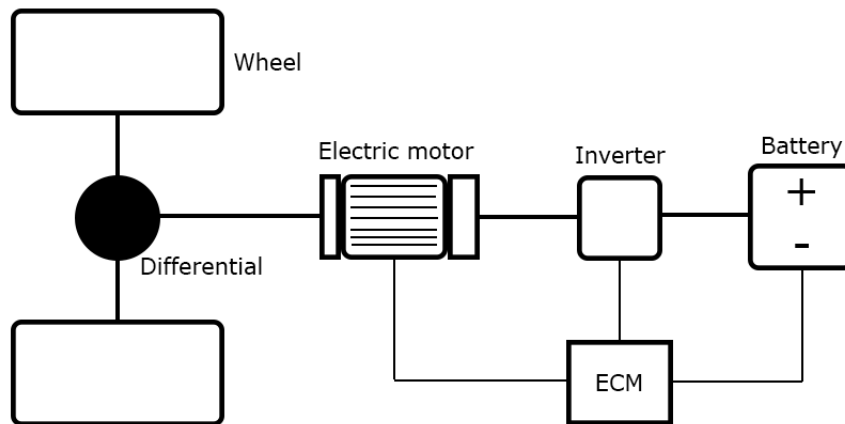 Wheel
Electric motor
Inverter
Battery
+
-
Differential
ECM